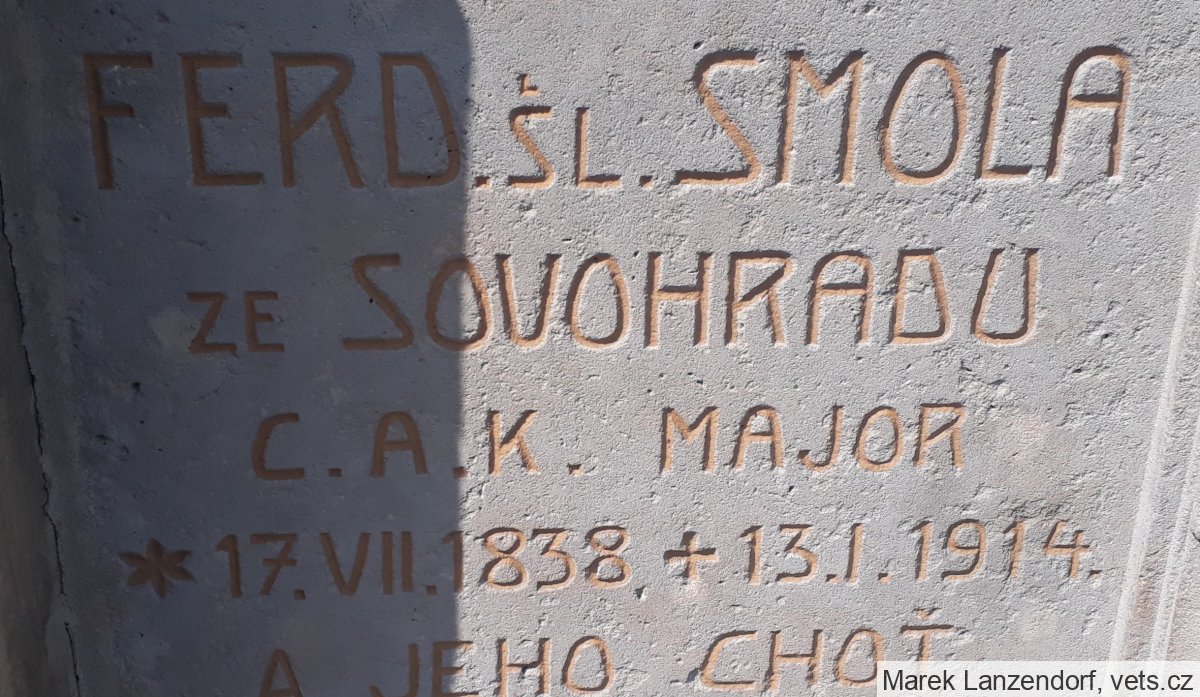 FERD. ŠL. SMOLA
ZE SOVOHRADU
C. A. K. MAJOR
* 17. VII. 1838 + 13. I. 1914.
A JEHO CHOŤ
Marek Lanzendorf, vets.cz